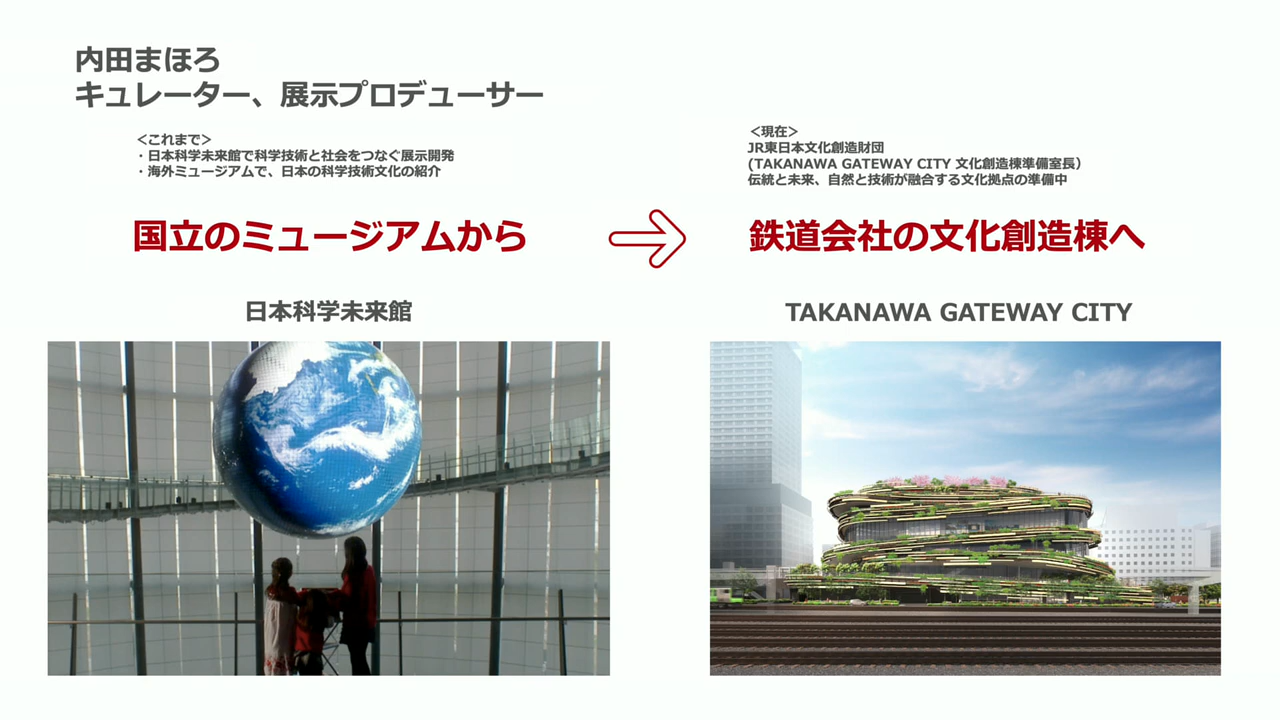 内田まほろ
キュレーター、展示プロデューサー
＜これまで＞
・日本科学未来館で科学技術と社会をつなぐ展示開発
・海外ミュージアムで、日本の科学技術文化の紹介
国立のミュージアムから
日本科学未来館
＜現在＞
JR東日本文化創造財団
(TAKANAWA GATEWAY CITY 文化創造棟準備室長）
伝統と未来、自然と技術が融合する文化拠点の準備中
鉄道会社の文化創造棟へ
TAKANAWA GATEWAY CITY